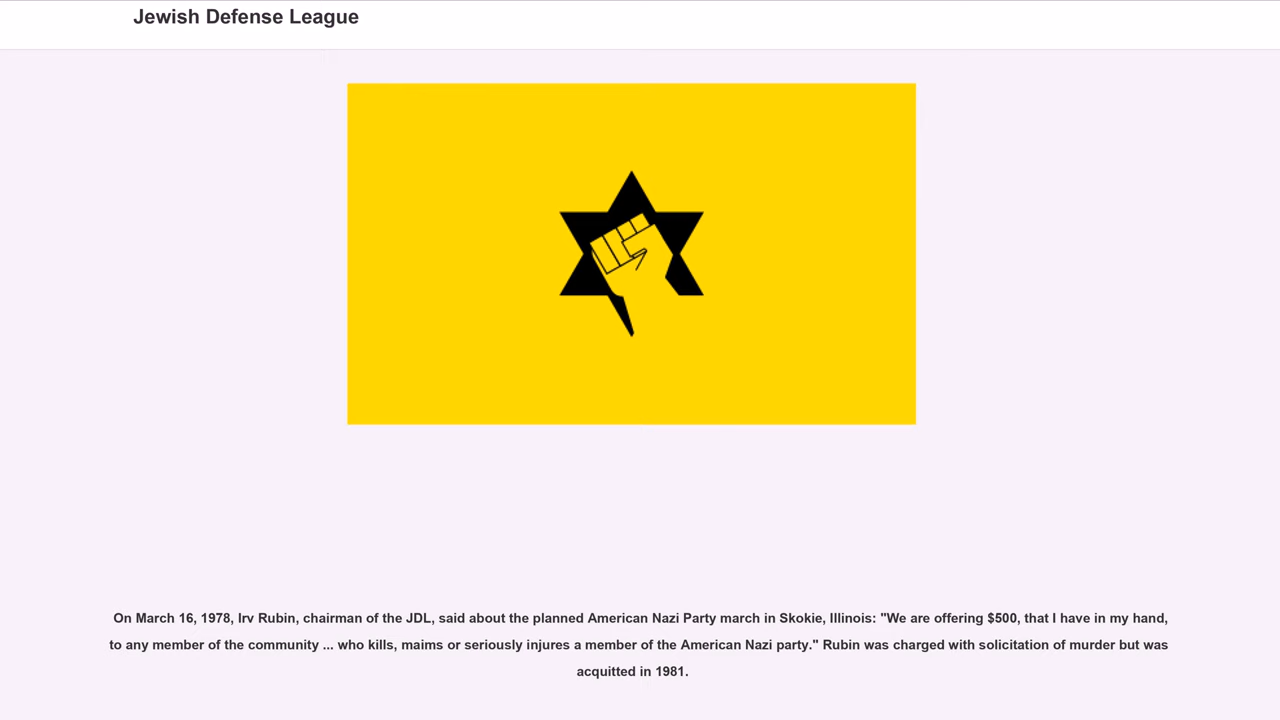 Jewish Defense League
On March 16, 1978, Irv Rubin, chairman of the JDL, said about the planned American Nazi Party march in Skokie, Illinois: "We are offering $500, that I have in my hand,
to any member of the community ... who kills, maims or seriously injures a member of the American Nazi party." Rubin was charged with solicitation of murder but was
acquitted in 1981.